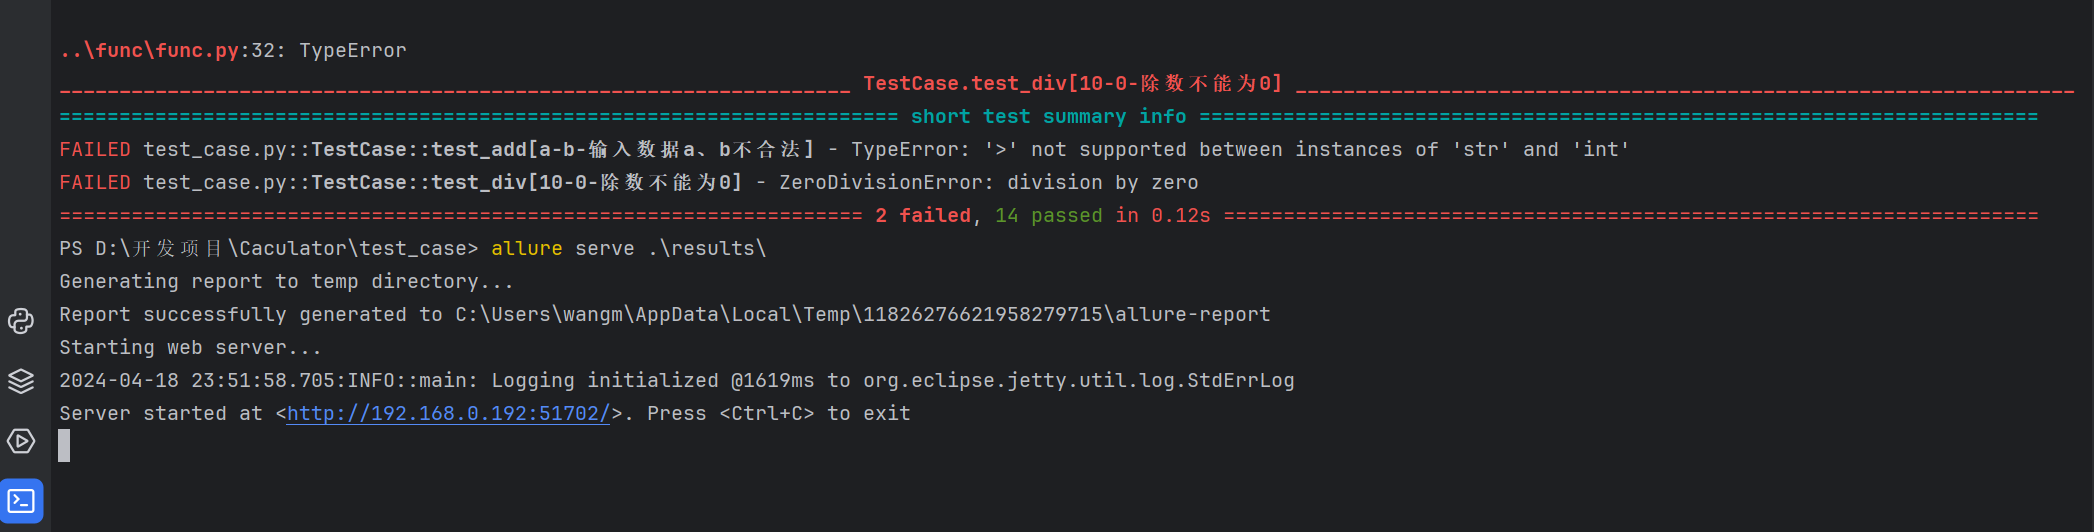 ..\func\func.py:32: TypeError
__________________________________________________________________ TestCase.test_div[10-0-除数不能为0] _________________________________________________________________
====================================================================== short test summary info ======================================================================
FAILED test_case.py::TestCase::test_add[a-b-输入数据a、b不合法] - TypeError: '>' not supported between instances of 'str' and 'int'
FAILED test_case.py::TestCase::test_div[10-0-除数不能为0] - ZeroDivisionError: division by zero
=================================================================== 2 failed, 14 passed in 0.12s ====================================================================
PS D:\开发项目\Caculator\test_case> allure serve .\results\
Generating report to temp directory...
Report successfully generated to C:\Users\wangm\AppData\Local\Temp\11826276621958279715\allure-report
Starting web server...
2024-04-18 23:51:58.705:INFO::main: Logging initialized @1619ms to org.eclipse.jetty.util.log.StdErrLog
Server started at <http://192.168.0.192:51702/>. Press <Ctrl+C> to exit